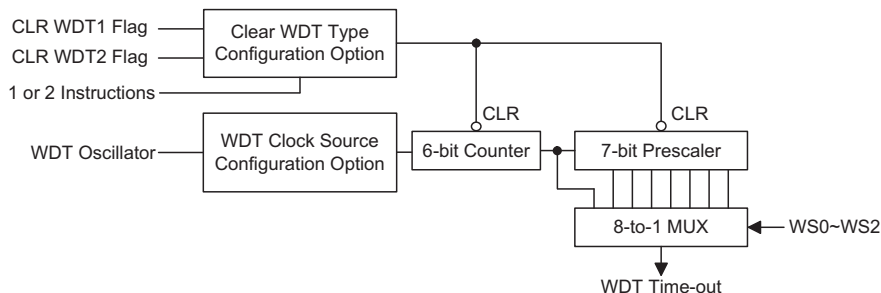 CLR WDT1 Flag
CLR WDT2 Flag
1 or 2 Instructions
Clear WDT Type
Configuration Option
WDT Oscillator
WDT Clock Source
Configuration Option
CLR
6-bit Counter
CLR
7-bit Prescaler
8-to-1 MUX
WS0~WS2
WDT Time-out